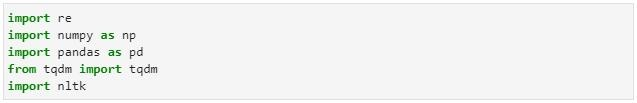 import re
import numpy as np
import pandas as pd
from tqdm import tqdm
import nltk